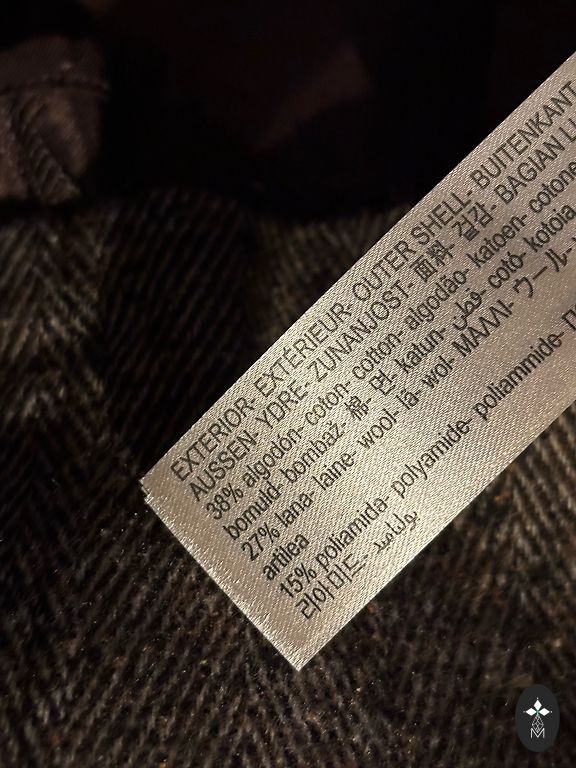 EXTERIOR- EXTÉRIEUR- OUTER SHELL- BUITENKANT
AUSSEN- YDRE- ZUNANJOST- 面料- 겉감- BAGIAN
38% algodón- coton- cotton- algodão- katoen- cotone
bomuld- bombaž- 棉- 면- katun- قطن- cotó- kotoia
27% lana- laine- wool- lã- wol- ΜΑΛΛΙ- ウール-
artilea
15% poliamida- polyamide- polyamide- poliammide-
리아미드- بولاميد
M